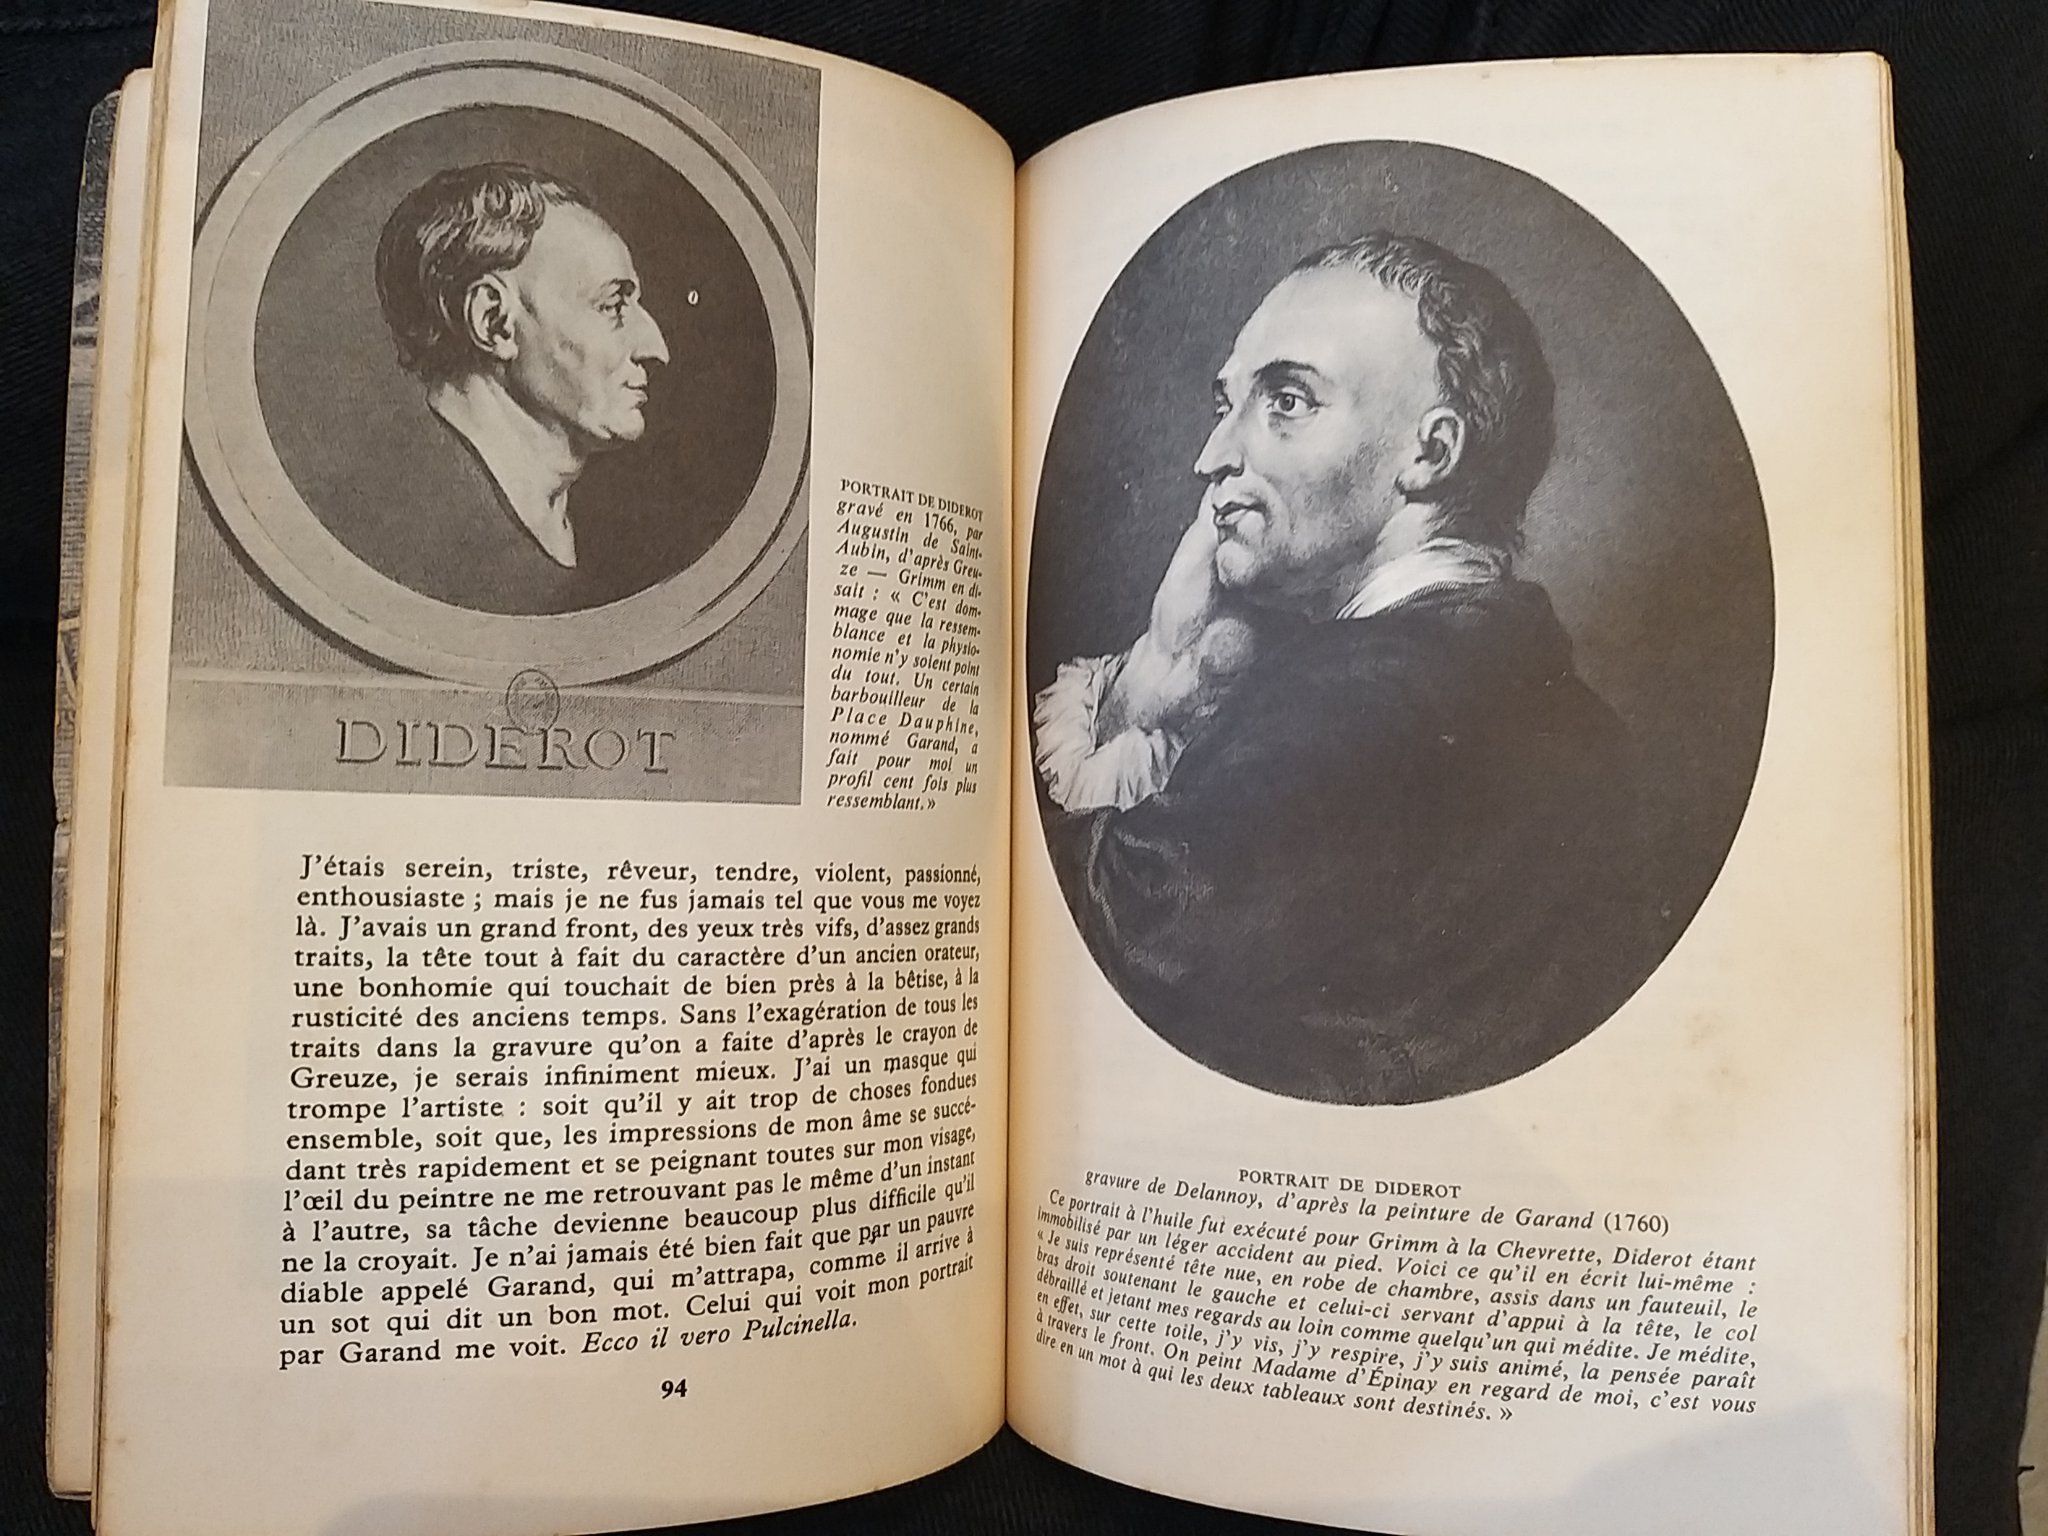 DIDEROT
PORTRAIT DE DIDEROT
gravé en 1766, par
Augustin de Saint-
Aubin, d'après Greu-
ze — Grimm en di-
sait : « C'est dom-
mage que la ressem-
blance et la physio-
nomie n'y soient point
du tout. Un certain
barbouilleur de la
Place Dauphine,
nommé Garand, a
fait pour moi un
profil cent fois plus
ressemblant.»
J'étais serein, triste, rêveur, tendre, violent, passionné,
enthousiaste ; mais je ne fus jamais tel que vous me voyez
là. J'avais un grand front, des yeux très vifs, d'assez grands
traits, la tête tout à fait du caractère d'un ancien orateur,
une bonhomie qui touchait de bien près à la bêtise, à la
rusticité des anciens temps. Sans l'exagération de tous les
traits dans la gravure qu'on a faite d'après le crayon de
Greuze, je serais infiniment mieux. J'ai un masque qui
trompe l'artiste : soit qu'il y ait trop de choses fondues
ensemble, soit que, les impressions de mon âme se succé-
dant très rapidement et se peignant toutes sur mon visage,
l'œil du peintre ne me retrouvant pas le même d'un instant
à l'autre, sa tâche devienne beaucoup plus difficile qu'il
ne la croyait. Je n'ai jamais été bien fait que par un pauvre
diable appelé Garand, qui m'attrapa, comme il arrive à
un sot qui dit un bon mot. Celui qui voit mon portrait
par Garand me voit. Ecco il vero Pulcinella.
94
PORTRAIT DE DIDEROT
gravure de Delannoy, d'après la peinture de Garand (1760)
Ce portrait à l'huile fut exécuté pour Grimm à la Chevrette, Diderot étant
immobilisé par un léger accident au pied. Voici ce qu'il en écrit lui-même :
« Je suis représenté tête nue, en robe de chambre, assis dans un fauteuil, le
bras droit soutenant le gauche et celui-ci servant d'appui à la tête, le col
débraillé et jetant mes regards au loin comme quelqu'un qui médite. Je médite,
en effet, sur cette toile, j'y vis, j'y respire, j'y suis animé, la pensée paraît
à travers le front. On peint Madame d'Épinay en regard de moi, c'est vous
dire en un mot à qui les deux tableaux sont destinés. »